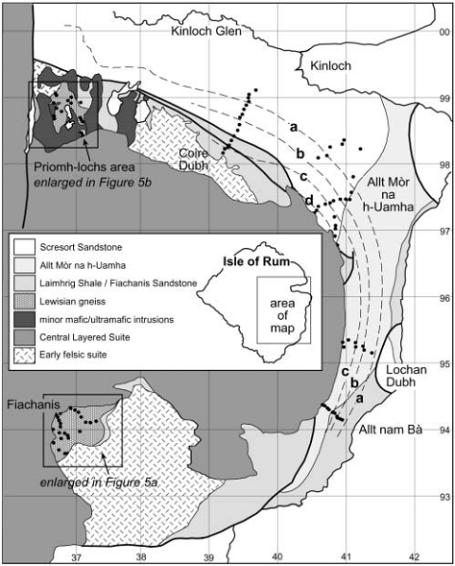 Kinloch Glen
00
Kinloch
99
a
b
Coire
Dubh
98
Priomh-lochs area
enlarged in Figure 5b
c
Allt Mòr
na
h-Uamha
d
97
Scresort Sandstone
Allt Mòr na h-Uamha
Laimhrig Shale / Fiachanis Sandstone
Lewisian gneiss
minor mafic/ultramafic intrusions
Central Layered Suite
Early felsic suite
Isle of Rum
area
of
map
96
95
c
b
a
Lochan
Dubh
Fiachanis
94
Allt nam Bà
enlarged in Figure 5a
93
37
38
39
40
41
42